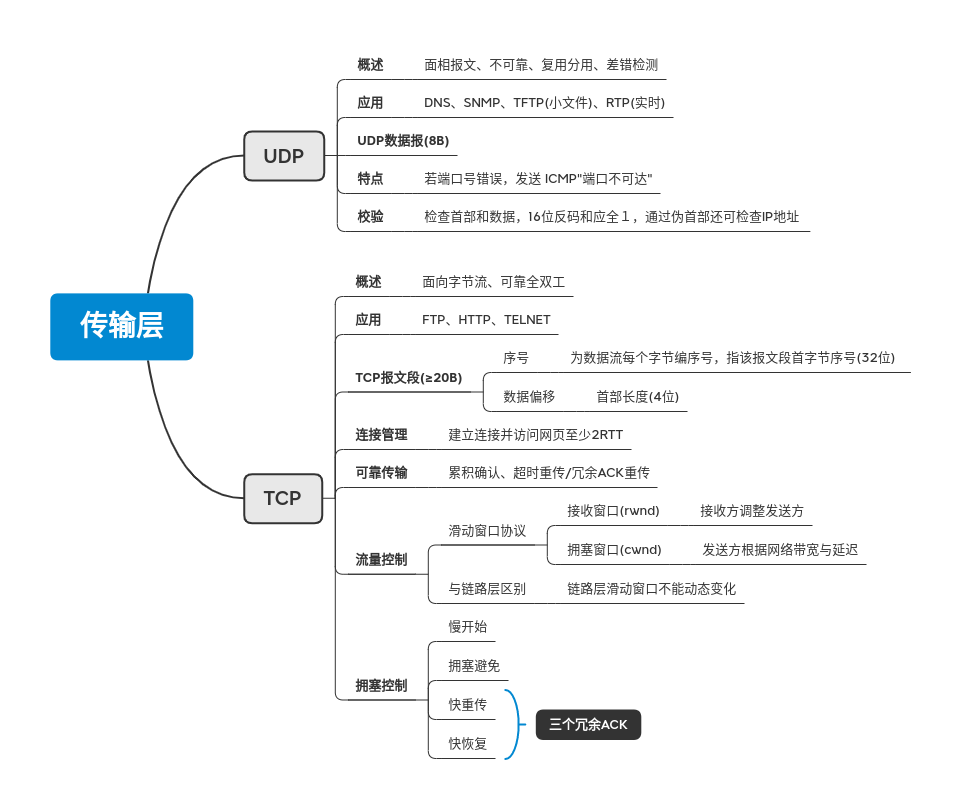 传输层
UDP
概述 面相报文、不可靠、复用分用、差错检测
应用 DNS、SNMP、TFTP(小文件)、RTP(实时)
UDP数据报(8B)
特点 若端口号错误，发送 ICMP"端口不可达"
校验 检查首部和数据，16位反码和应全１，通过伪首部还可检查IP地址
TCP
概述 面向字节流、可靠全双工
应用 FTP、HTTP、TELNET
TCP报文段(≥20B)
序号 为数据流每个字节编序号，指该报文段首字节序号(32位)
数据偏移 首部长度(4位)
连接管理 建立连接并访问网页至少2RTT
可靠传输 累积确认、超时重传/冗余ACK重传
流量控制
滑动窗口协议
接收窗口(rwnd) 接收方调整发送方
拥塞窗口(cwnd) 发送方根据网络带宽与延迟
与链路层区别 链路层滑动窗口不能动态变化
拥塞控制
慢开始
拥塞避免
快重传
快恢复
三个冗余ACK